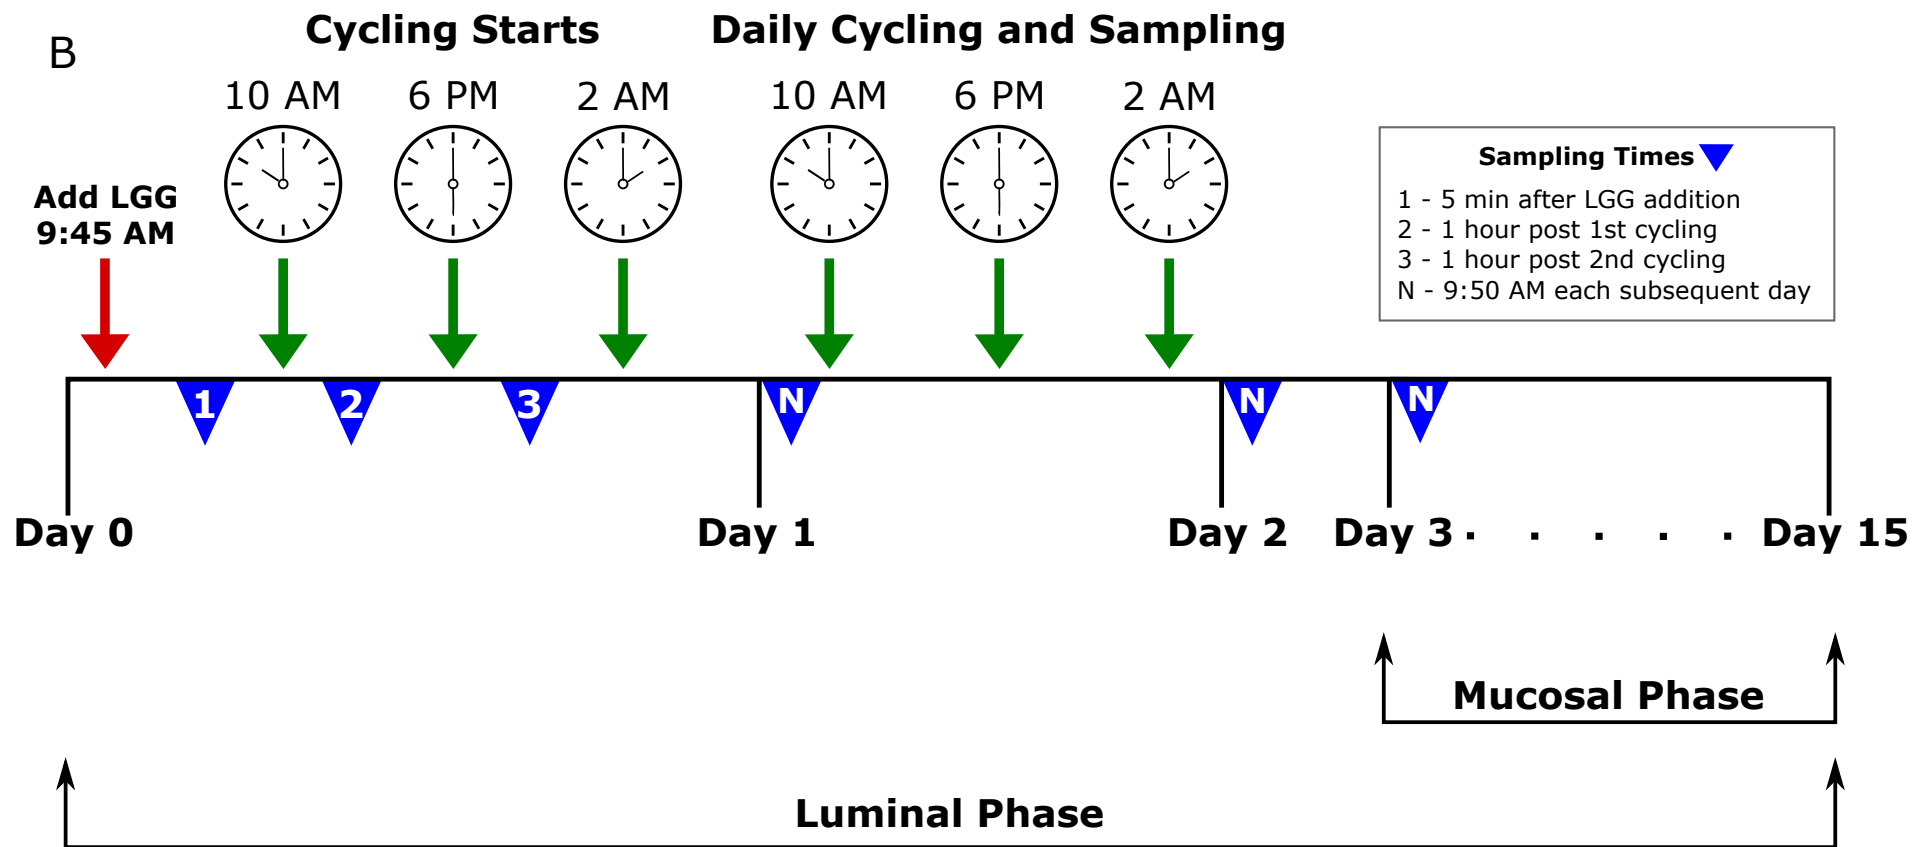 B
Cycling Starts
Daily Cycling and Sampling
10 AM
6 PM
2 AM
10 AM
6 PM
2 AM
Add LGG
9:45 AM
Sampling Times
1 - 5 min after LGG addition
2 - 1 hour post 1st cycling
3 - 1 hour post 2nd cycling
N - 9:50 AM each subsequent day
1
2
3
N
N
N
Day 0
Day 1
Day 2
Day 3 . . . . . Day 15
Mucosal Phase
Luminal Phase